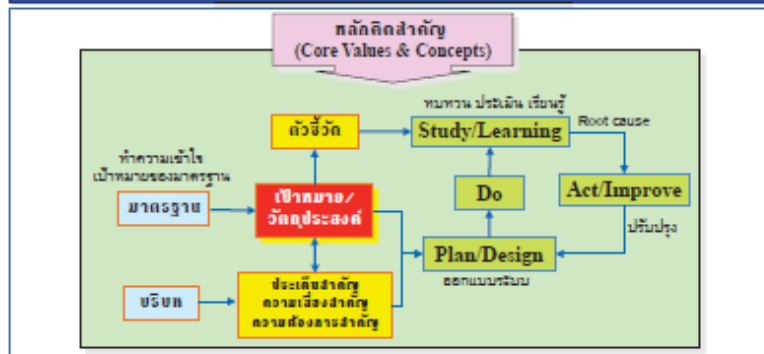 หลักคิดสำคัญ
(Core Values & Concepts)
ทบทวน ประเมิน เรียนรู้
ตัวชี้วัด
Study/Learning
Root cause
ทำความเข้าใจ
เป้าหมายของมาตรฐาน
มาตรฐาน
เป้าหมาย/
วัตถุประสงค์
Do
Act/Improve
ปรับปรุง
Plan/Design
ออกแบบระบบ
บริบท
ประเด็นสำคัญ
ความเสี่ยงสำคัญ
ความต้องการสำคัญ